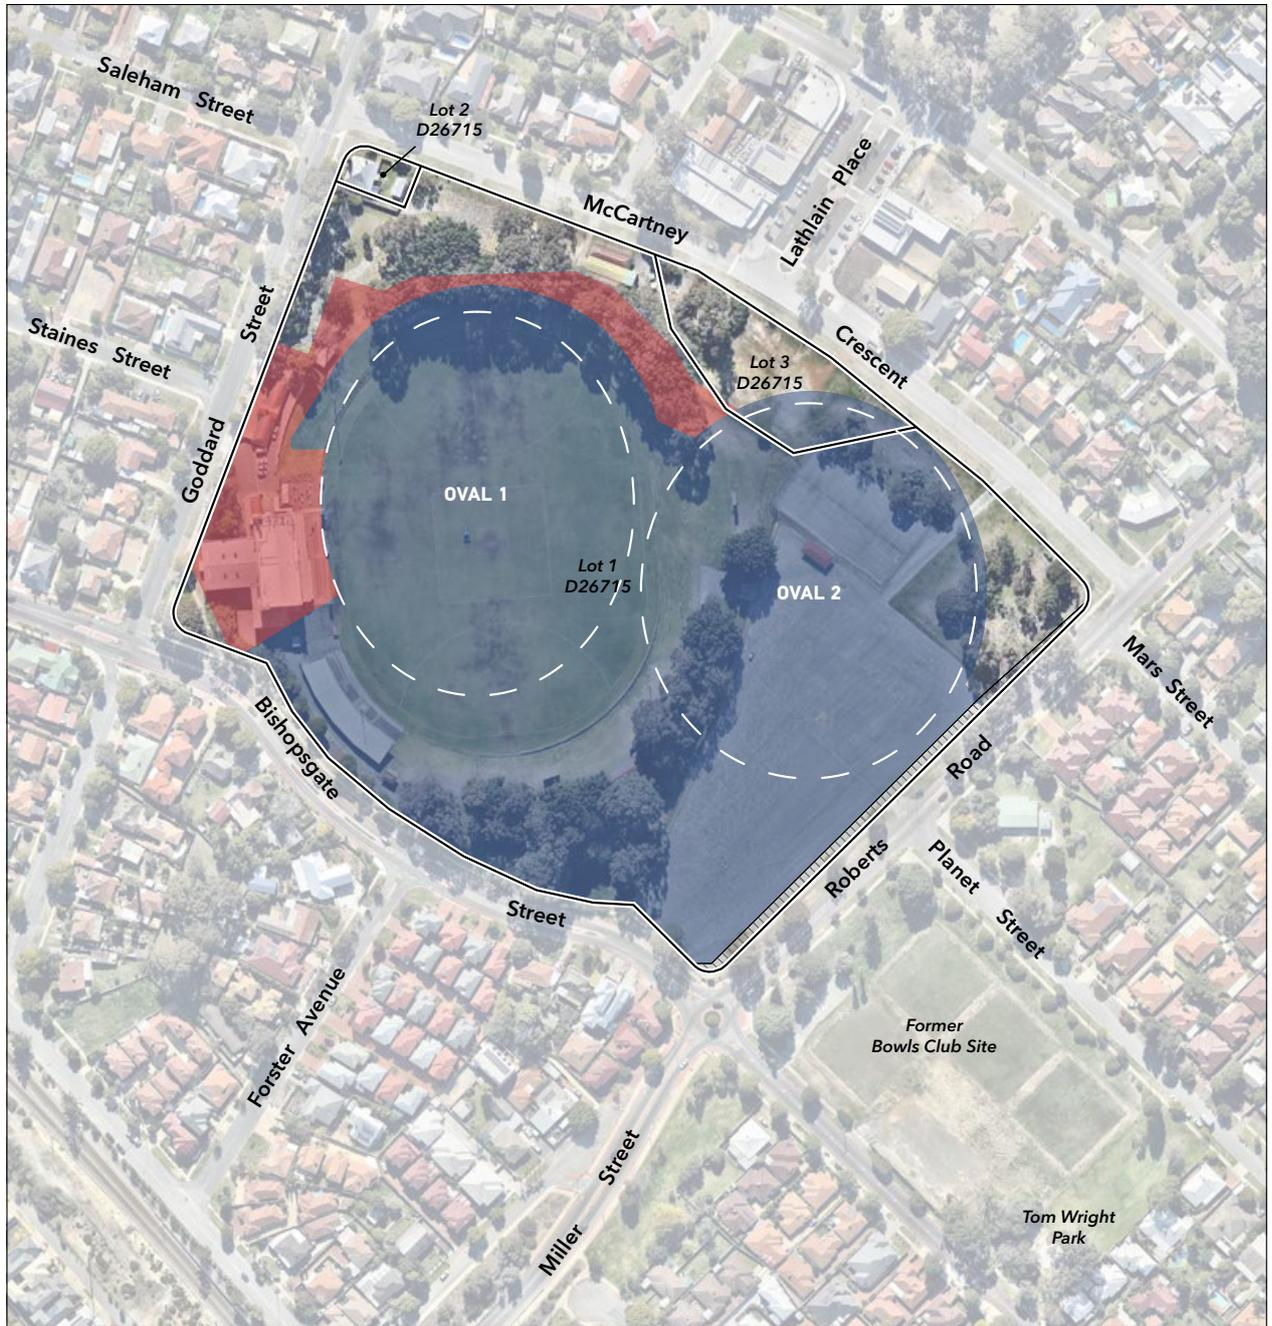 Saleham Street
Lot 2
D26715
McCartney
Lathlain Place
Street
Staines Street
Crescent
Lot 3
D26715
Goddard
OVAL 1
Lot 1
D26715
OVAL 2
Mars Street
Bishopsgate
Road
Roberts
Planet
Street
Street
Forster Avenue
Former
Bowls Club Site
Street
Miller
Tom Wright
Park